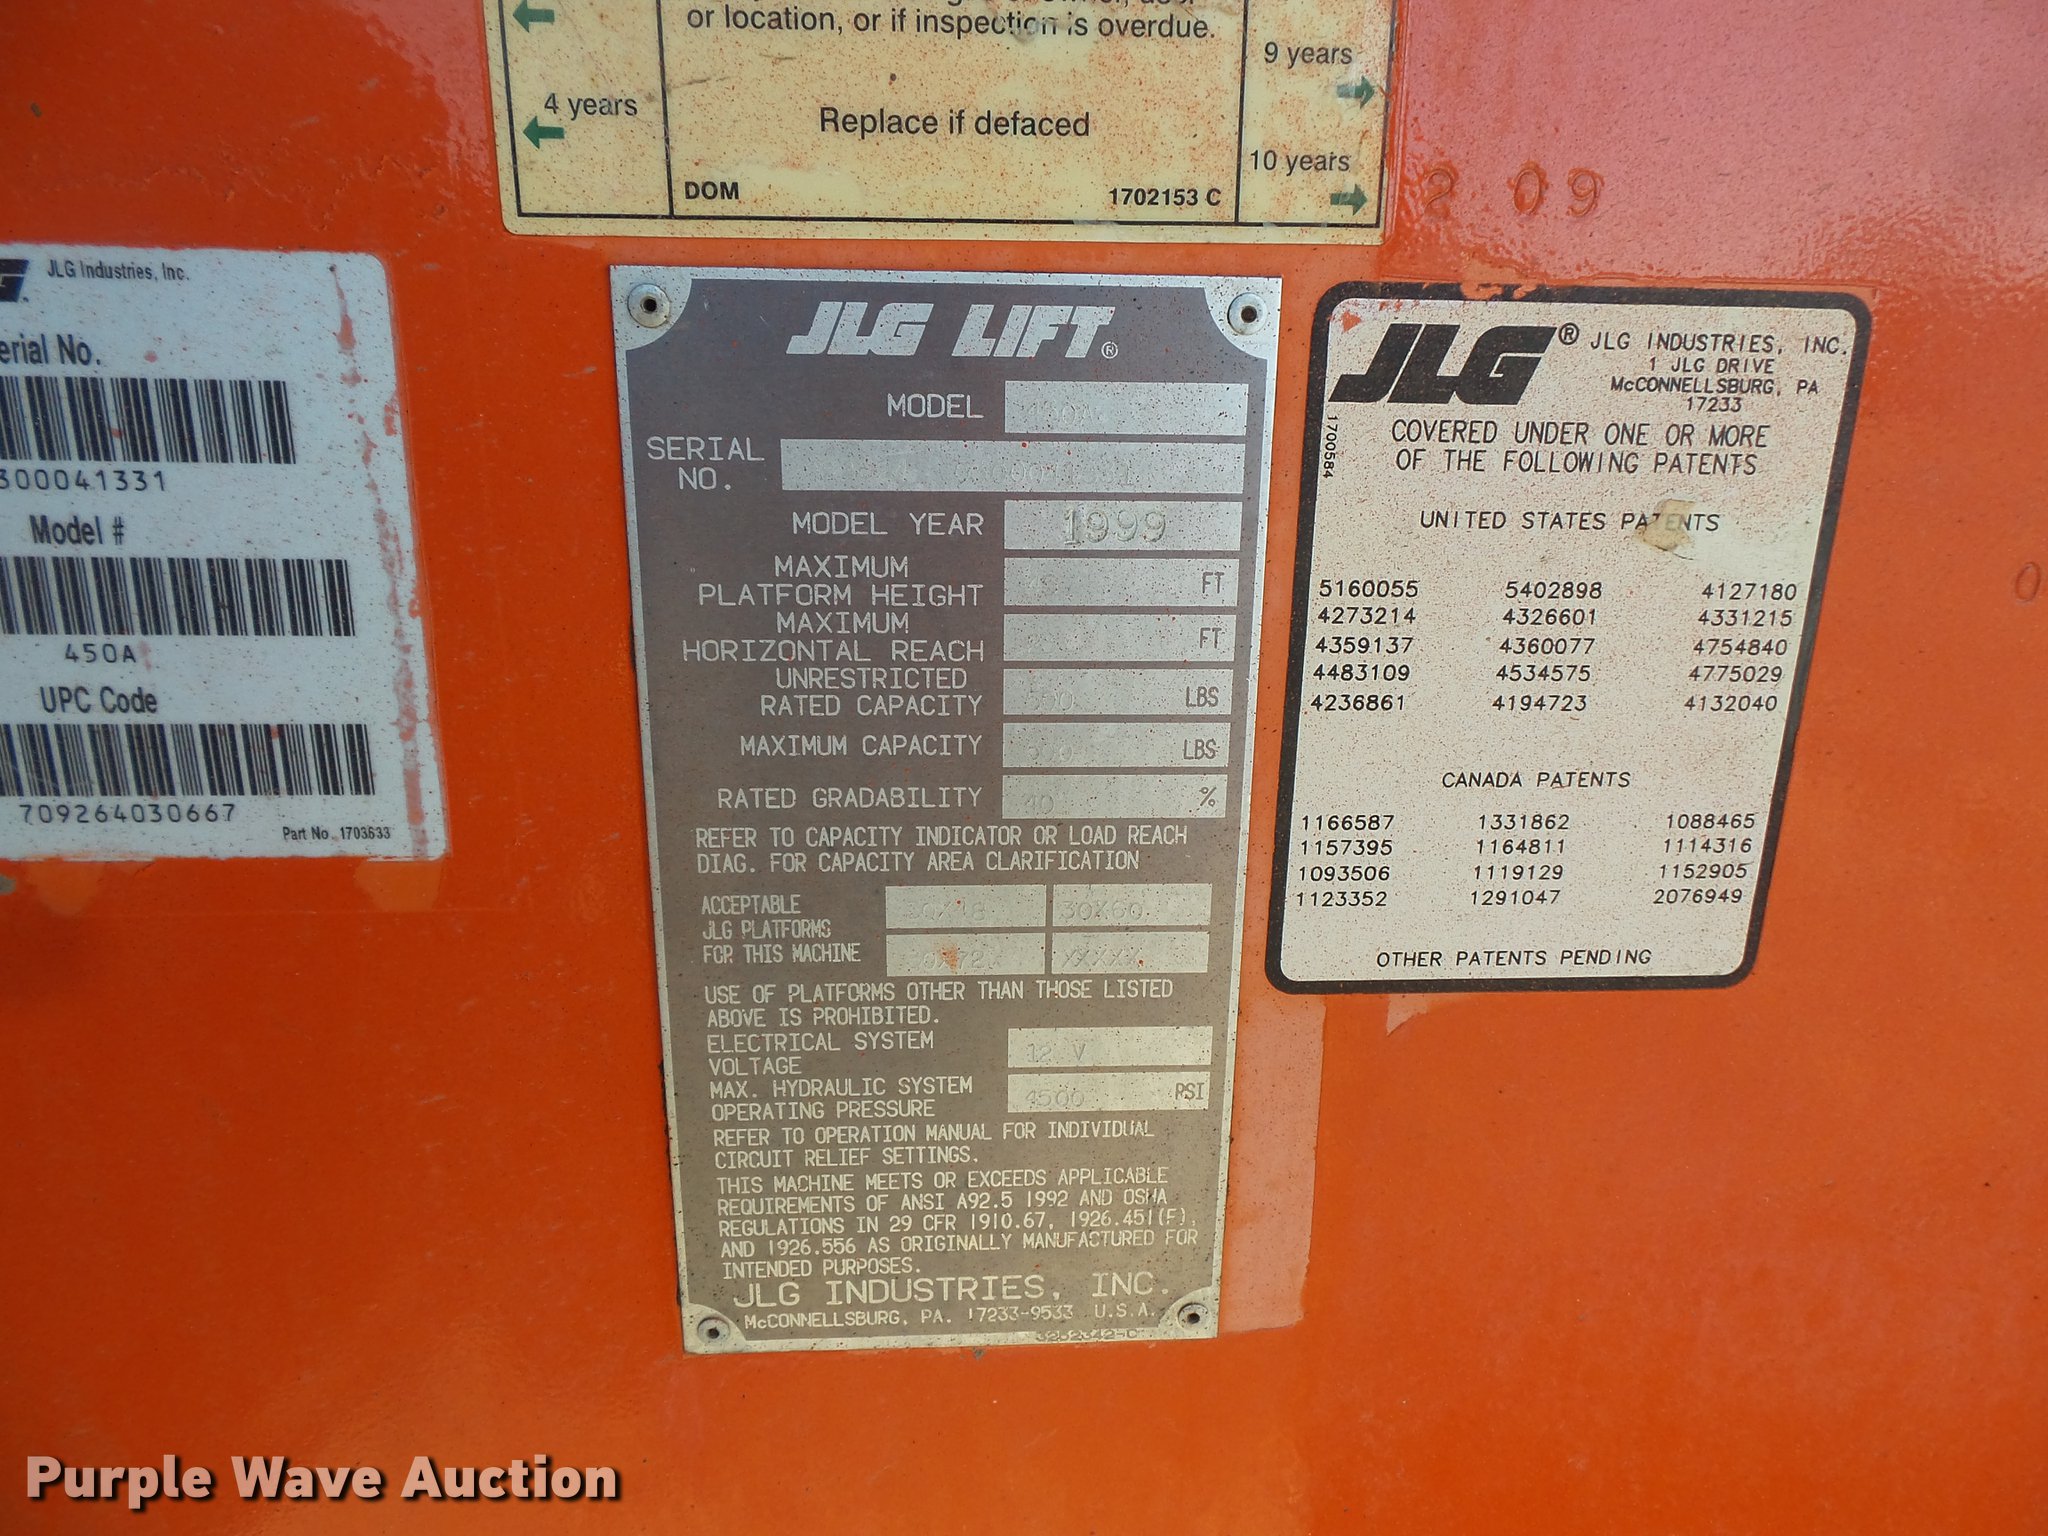 or location, or if inspection is overdue.
9 years
4 years
Replace if defaced
10 years
DOM
1702153 C
2 09
JLG Industries, Inc.
erial No.
300041331
Model #
450A
UPC Code
709264030667
Part No. 1703633
JLG LIFT®
MODEL 450A
SERIAL
NO.
MODEL YEAR 1999
MAXIMUM
PLATFORM HEIGHT FT
MAXIMUM
HORIZONTAL REACH FT
UNRESTRICTED
RATED CAPACITY 500 LBS
MAXIMUM CAPACITY LBS
RATED GRADABILITY %
REFER TO CAPACITY INDICATOR OR LOAD REACH
DIAG. FOR CAPACITY AREA CLARIFICATION
ACCEPTABLE
JLG PLATFORMS
FOR THIS MACHINE
30X60
XXXXX
USE OF PLATFORMS OTHER THAN THOSE LISTED
ABOVE IS PROHIBITED.
ELECTRICAL SYSTEM
VOLTAGE 12 V
MAX. HYDRAULIC SYSTEM
OPERATING PRESSURE 4500 PSI
REFER TO OPERATION MANUAL FOR INDIVIDUAL
CIRCUIT RELIEF SETTINGS.
THIS MACHINE MEETS OR EXCEEDS APPLICABLE
REQUIREMENTS OF ANSI A92.5 1992 AND OSHA
REGULATIONS IN 29 CFR 1910.67, 1926.451(F),
AND 1926.556 AS ORIGINALLY MANUFACTURED FOR
INTENDED PURPOSES.
JLG INDUSTRIES, INC.
McCONNELLSBURG, PA. 17233-9533 U.S.A.
JLG® JLG INDUSTRIES, INC.
1 JLG DRIVE
McCONNELLSBURG, PA
17233
1700584
COVERED UNDER ONE OR MORE
OF THE FOLLOWING PATENTS
UNITED STATES PATENTS
5160055 5402898 4127180
4273214 4326601 4331215
4359137 4360077 4754840
4483109 4534575 4775029
4236861 4194723 4132040
CANADA PATENTS
1166587 1331862 1088465
1157395 1164811 1114316
1093506 1119129 1152905
1123352 1291047 2076949
OTHER PATENTS PENDING
Purple Wave Auction